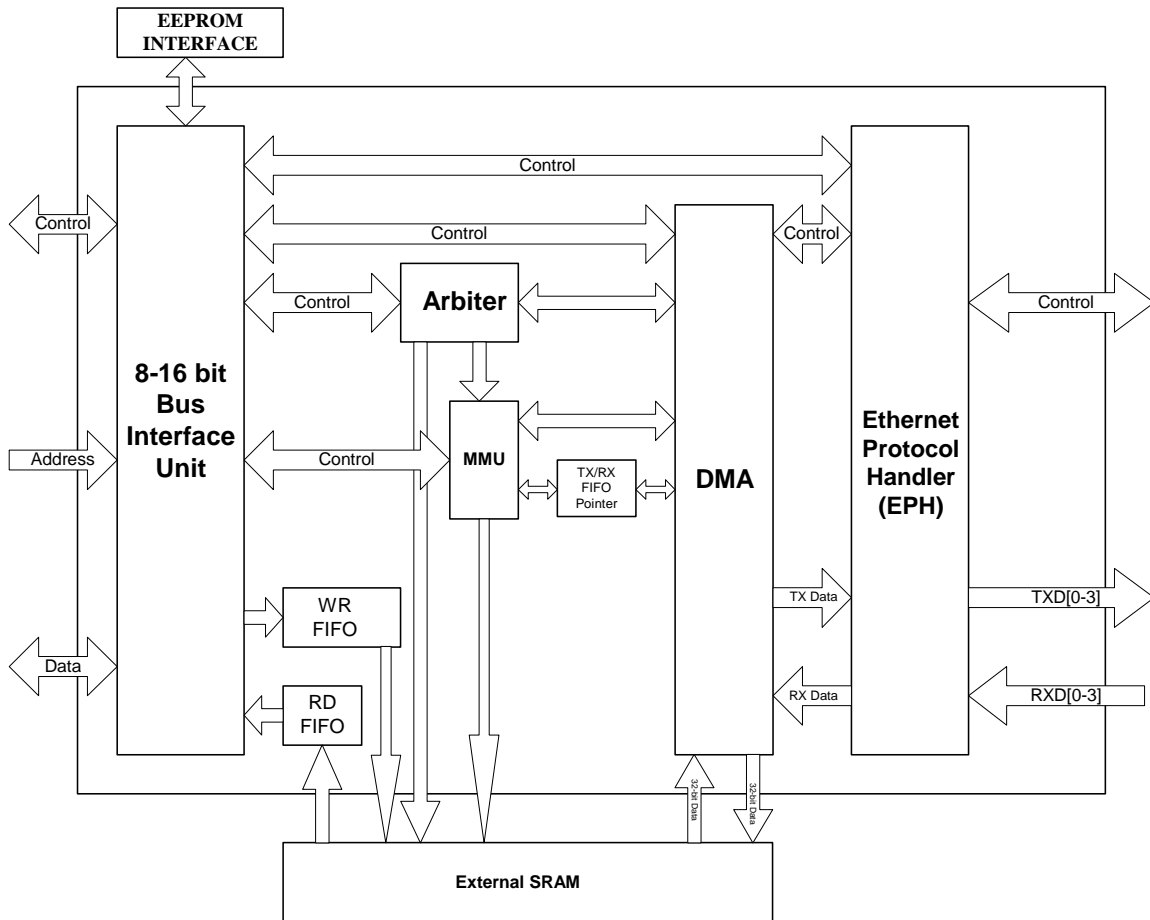 EEPROM
INTERFACE
Control
Control
Control
Control
Control
Arbiter
Control
8-16 bit
Bus
Interface
Unit
Ethernet
Protocol
Handler
(EPH)
Address
Control
MMU
TX/RX
FIFO
Pointer
DMA
WR
FIFO
TX Data
TXD[0-3]
Data
RD
FIFO
RX Data
RXD[0-3]
32-bit Data
32-bit Data
External SRAM